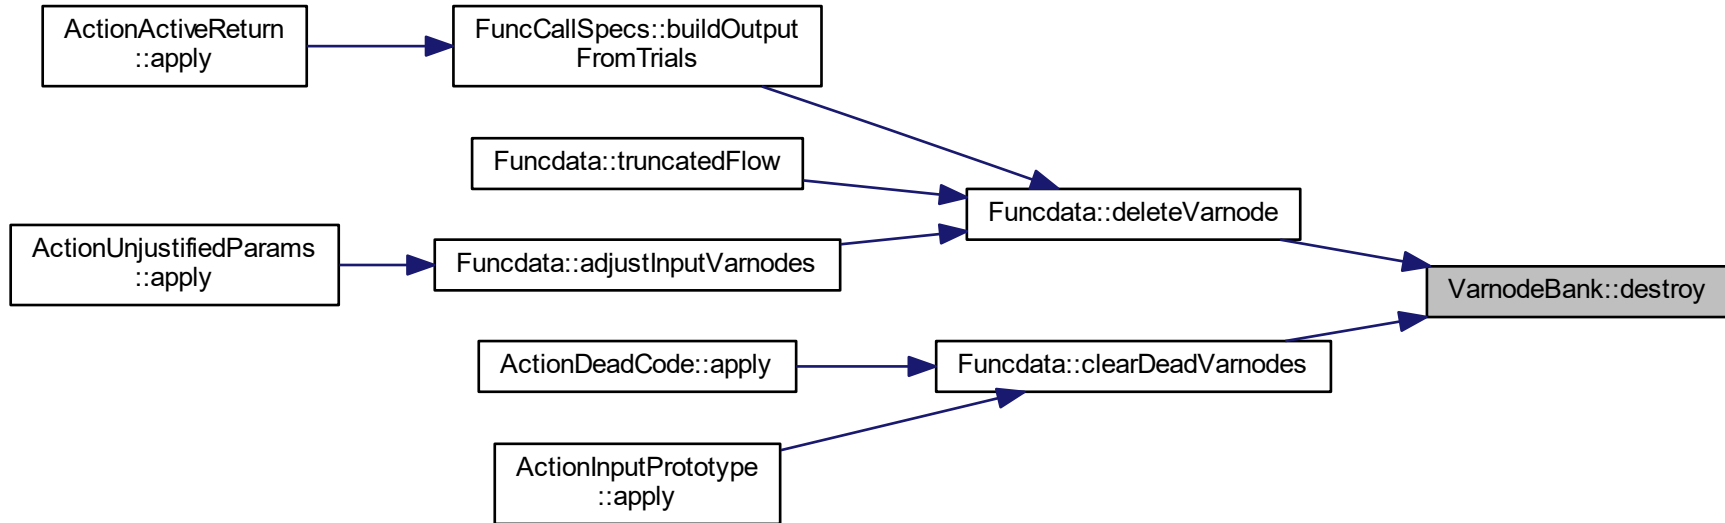 ActionActiveReturn
::apply
FuncCallSpecs::buildOutput
FromTrials
Funcdata::truncatedFlow
Funcdata::deleteVarnode
ActionUnjustifiedParams
::apply
Funcdata::adjustInputVarnodes
VarnodeBank::destroy
ActionDeadCode::apply
Funcdata::clearDeadVarnodes
ActionInputPrototype
::apply